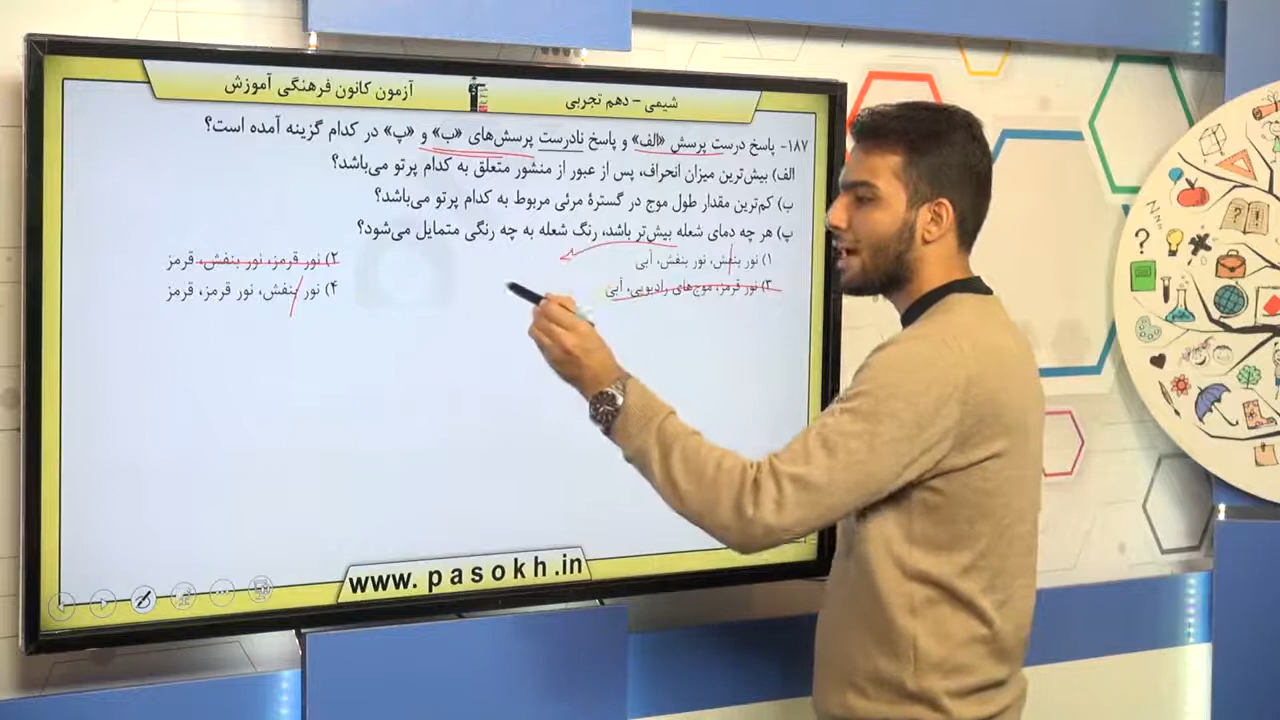 شیمی - دهم تجربی
آزمون کانون فرهنگی آموزش
۱۸۷- پاسخ درست پرسش «الف» و پاسخ نادرست پرسش‌های «ب» و «پ» در کدام گزینه آمده است؟
الف) بیش‌ترین میزان انحراف، پس از عبور از منشور متعلق به کدام پرتو می‌باشد؟
ب) کم‌ترین مقدار طول موج در گسترۀ مرئی مربوط به کدام پرتو می‌باشد؟
پ) هر چه دمای شعله بیش‌تر باشد، رنگ شعله به چه رنگی متمایل می‌شود؟
۱) نور بنفش، نور بنفش، آبی
۲) نور قرمز، نور بنفش، قرمز
۳) نور قرمز، موج‌های رادیویی، آبی
۴) نور بنفش، نور قرمز، قرمز
www.pasokh.in